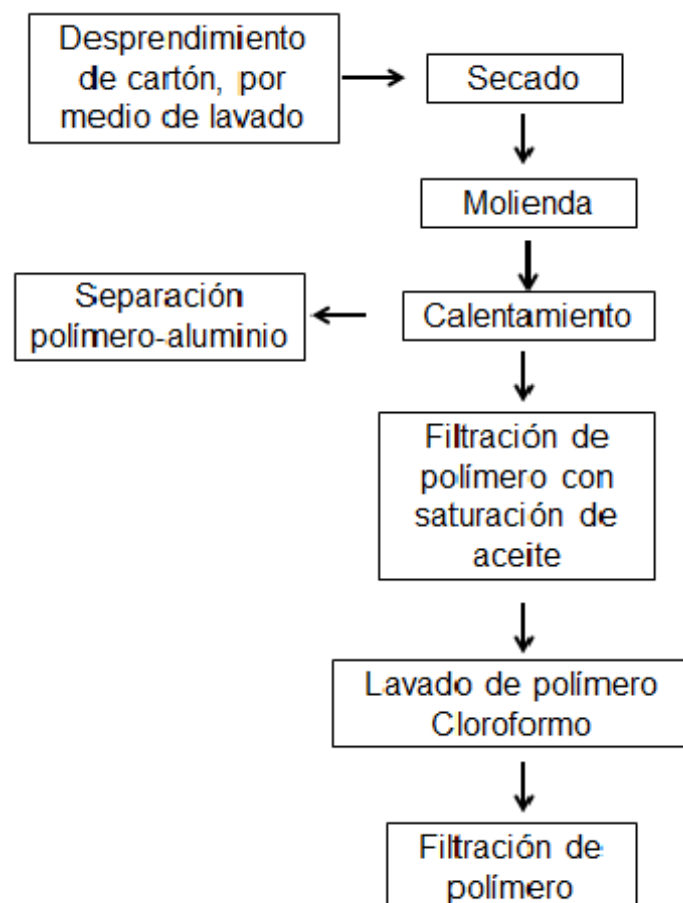 Desprendimiento
de cartón, por
medio de lavado
Secado
Molienda
Separación
polímero-aluminio
Calentamiento
Filtración de
polímero con
saturación de
aceite
Lavado de polímero
Cloroformo
Filtración de
polímero